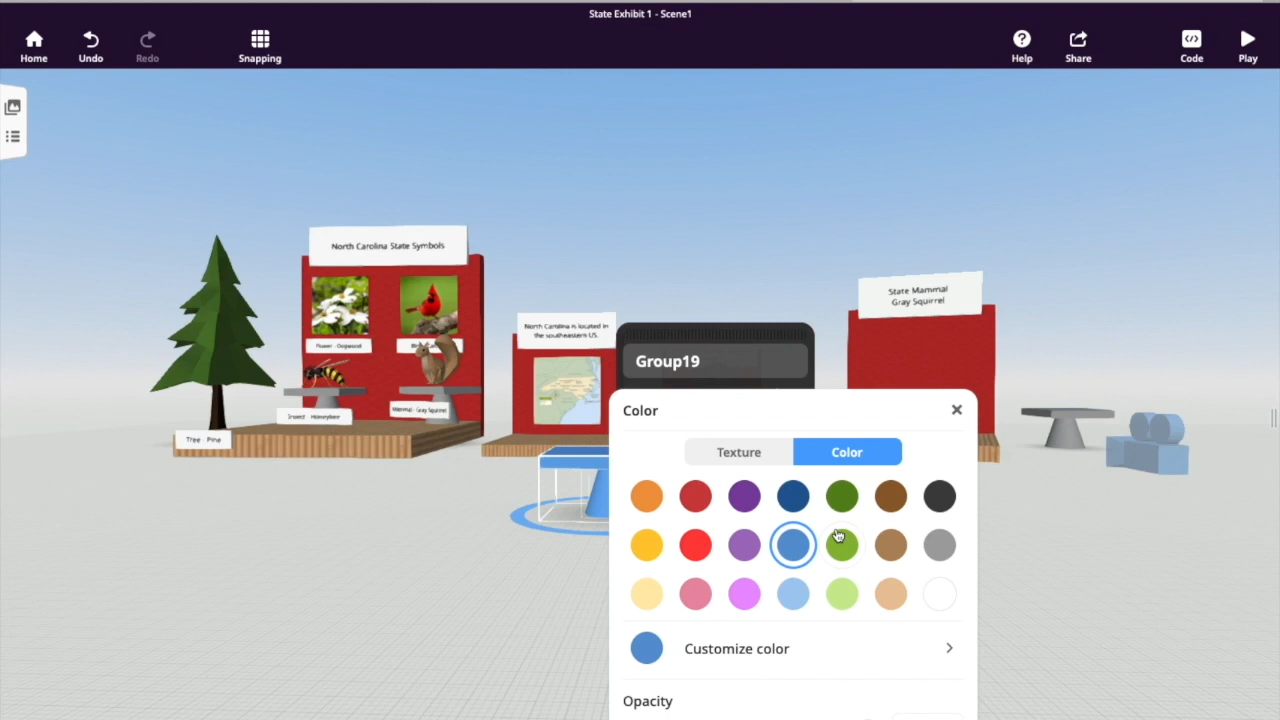 State Exhibit 1 - Scene1
Home
Undo
Redo
Snapping
Help
Share
Code
Play
North Carolina State Symbols
Flower - Dogwood
Mammal - Gray Squirrel
Insect - Honeybee
Tree - Pine
North Carolina is located in
the southeastern US.
State Mammal
Gray Squirrel
Group19
Color
Texture
Color
Customize color
Opacity